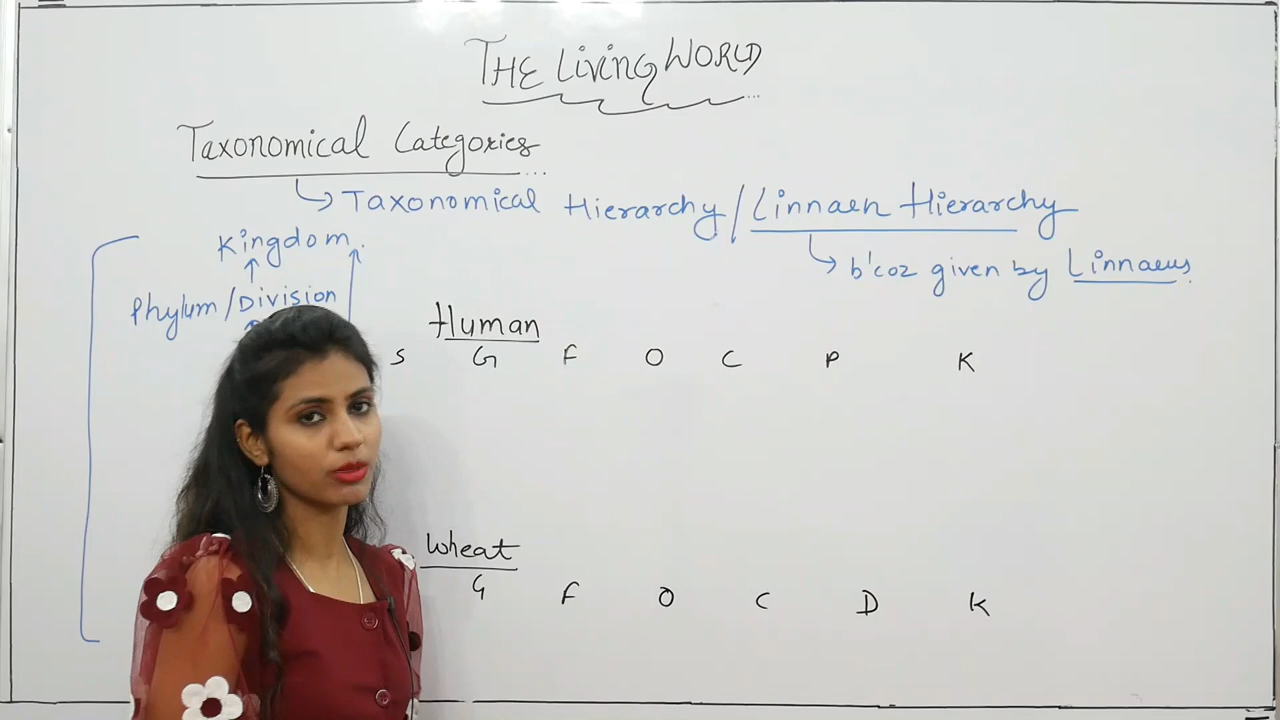 THE LIVING WORLD
Taxonomical Categories
Taxonomical Hierarchy/Linnaen Hierarchy
b'coz given by Linnaeus.
Kingdom.
Phylum/Division
Human
S G F O C P K
Wheat
G F O C D K